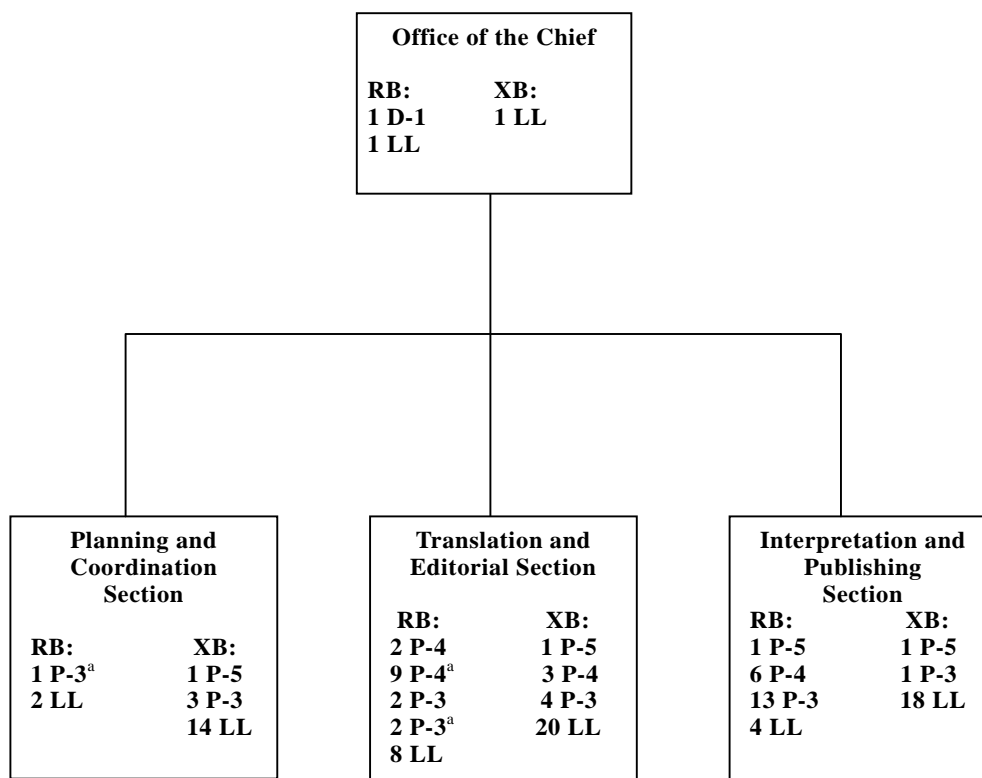 Office of the Chief
RB: XB:
1 D-1 1 LL
1 LL
Planning and
Coordination
Section
RB: XB:
1 P-3ᵃ 1 P-5
2 LL 3 P-3
14 LL
Translation and
Editorial Section
RB: XB:
2 P-4 1 P-5
9 P-4ᵃ 3 P-4
2 P-3 4 P-3
2 P-3ᵃ 20 LL
8 LL
Interpretation and
Publishing
Section
RB: XB:
1 P-5 1 P-5
6 P-4 1 P-3
13 P-3 18 LL
4 LL